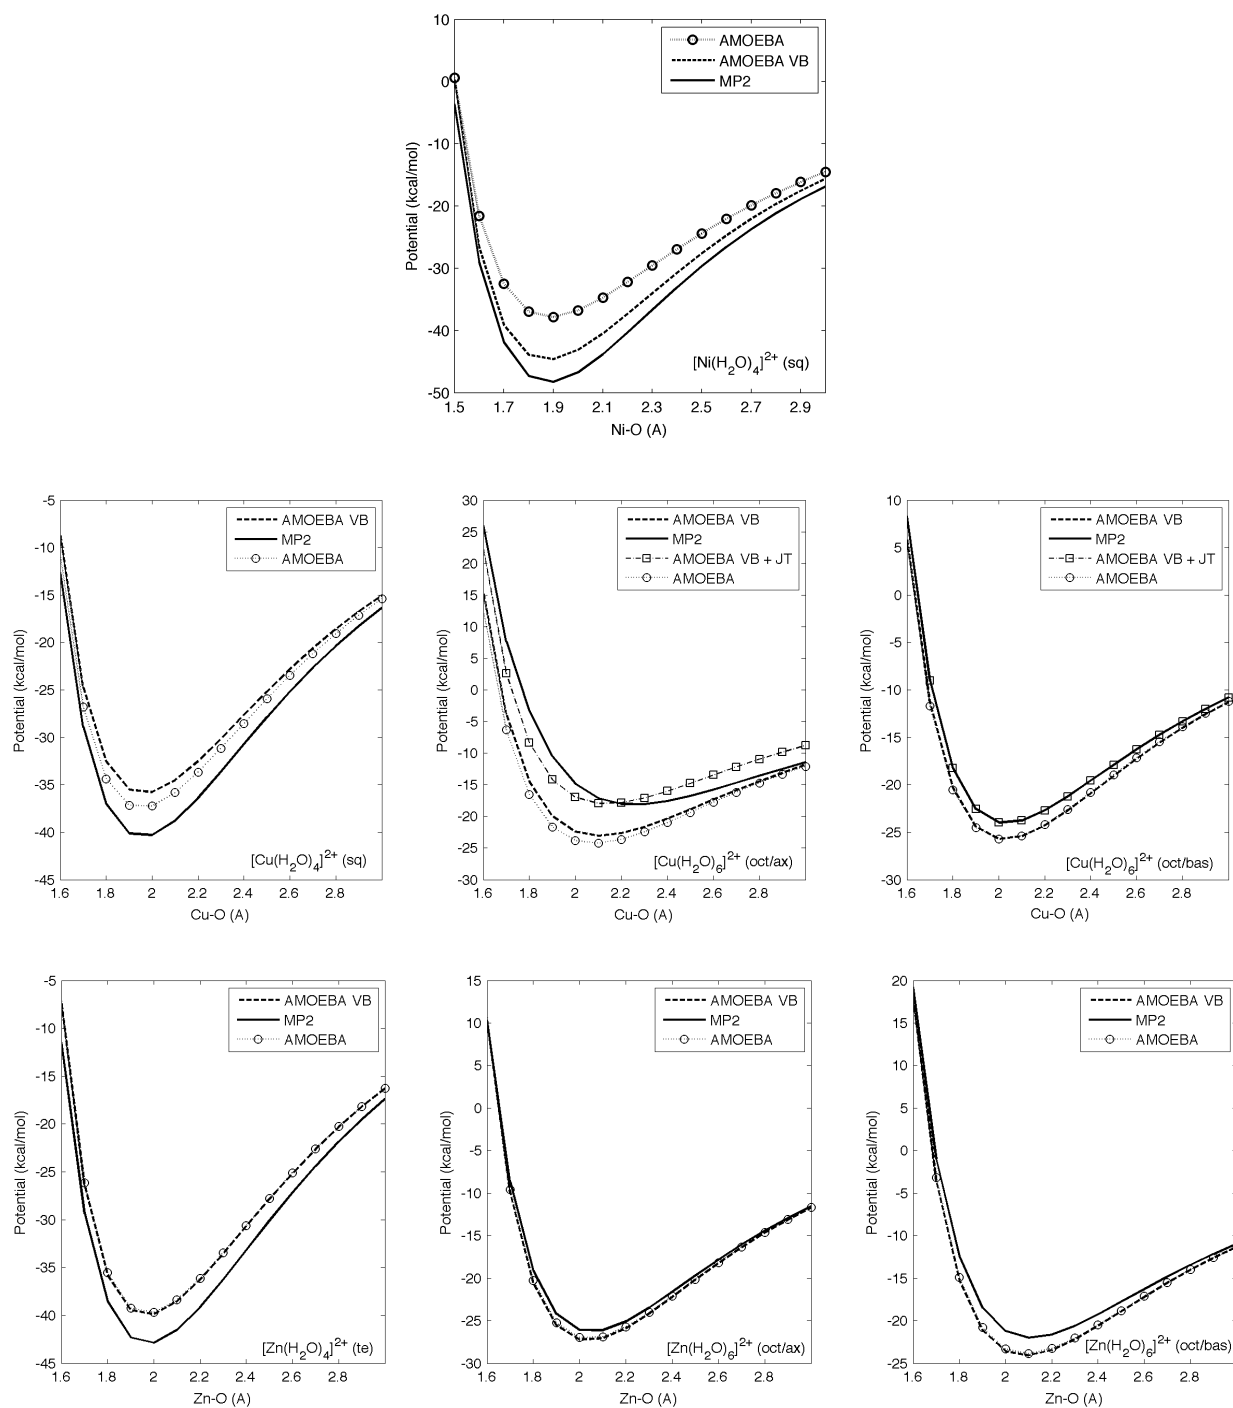 10
0
-10
-20
-30
-40
-50
Potential (kcal/mol)
AMOEBA
AMOEBA VB
MP2
[Ni(H2O)4]2+ (sq)
1.5 1.7 1.9 2.1 2.3 2.5 2.7 2.9
Ni-O (A)
-5
-10
-15
-20
-25
-30
-35
-40
-45
Potential (kcal/mol)
AMOEBA VB
MP2
AMOEBA
[Cu(H2O)4]2+ (sq)
1.6 1.8 2 2.2 2.4 2.6 2.8
Cu-O (A)
30
25
20
15
10
5
0
-5
-10
-15
-20
-25
-30
Potential (kcal/mol)
AMOEBA VB
MP2
AMOEBA VB + JT
AMOEBA
[Cu(H2O)6]2+ (oct/ax)
1.6 1.8 2 2.2 2.4 2.6 2.8
Cu-O (A)
10
5
0
-5
-10
-15
-20
-25
-30
Potential (kcal/mol)
AMOEBA VB
MP2
AMOEBA VB + JT
AMOEBA
[Cu(H2O)6]2+ (oct/bas)
1.6 1.8 2 2.2 2.4 2.6 2.8
Cu-O (A)
-5
-10
-15
-20
-25
-30
-35
-40
-45
Potential (kcal/mol)
AMOEBA VB
MP2
AMOEBA
[Zn(H2O)4]2+ (te)
1.6 1.8 2 2.2 2.4 2.6 2.8
Zn-O (A)
15
10
5
0
-5
-10
-15
-20
-25
-30
Potential (kcal/mol)
AMOEBA VB
MP2
AMOEBA
[Zn(H2O)6]2+ (oct/ax)
1.6 1.8 2 2.2 2.4 2.6 2.8
Zn-O (A)
20
15
10
5
0
-5
-10
-15
-20
-25
Potential (kcal/mol)
AMOEBA VB
MP2
AMOEBA
[Zn(H2O)6]2+ (oct/bas)
1.6 1.8 2 2.2 2.4 2.6 2.8
Zn-O (A)